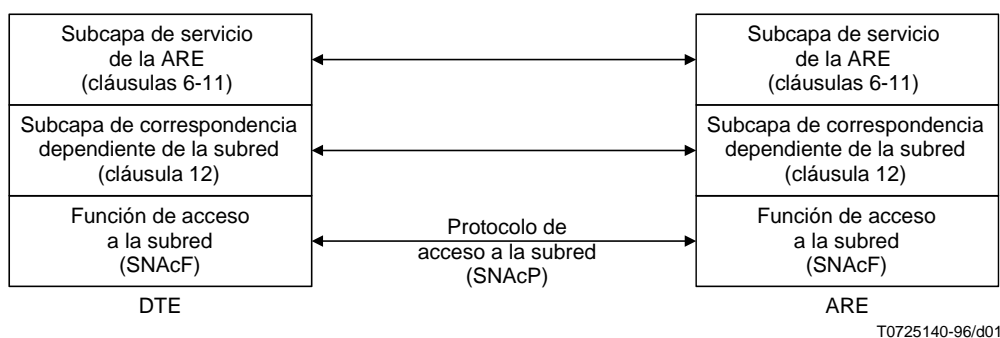 Subcapa de servicio
de la ARE
(cláusulas 6-11)
Subcapa de correspondencia
dependiente de la subred
(cláusula 12)
Función de acceso
a la subred
(SNAcF)
DTE
Protocolo de
acceso a la subred
(SNAcP)
Subcapa de servicio
de la ARE
(cláusulas 6-11)
Subcapa de correspondencia
dependiente de la subred
(cláusula 12)
Función de acceso
a la subred
(SNAcF)
ARE
T0725140-96/d01